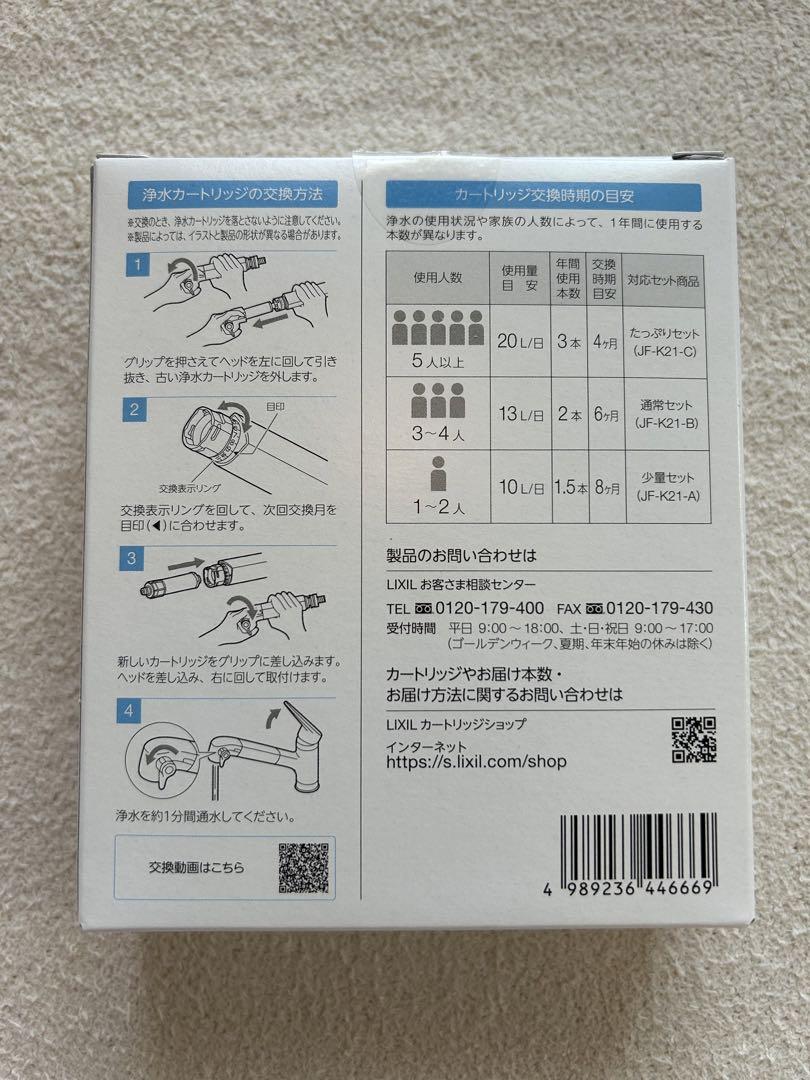 浄水カートリッジの交換方法
※交換のとき、浄水カートリッジを落とさないように注意してください。
※製品によっては、イラストと製品の形状が異なる場合があります。
1
グリップを押さえてヘッドを左に回して引き
抜き、古い浄水カートリッジを外します。
2
目印
交換表示リング
交換表示リングを回して、次回交換月を
目印(◀)に合わせます。
3
新しいカートリッジをグリップに差し込みます。
ヘッドを差し込み、右に回して取付けます。
4
浄水を約1分間通水してください。
交換動画はこちら
カートリッジ交換時期の目安
浄水の使用状況や家族の人数によって、1年間に使用する
本数が異なります。
使用人数 使用量目安 年間使用本数 交換時期目安 対応セット商品
5人以上 20L/日 3本 4ヶ月 たっぷりセット(JF-K21-C)
3〜4人 13L/日 2本 6ヶ月 通常セット(JF-K21-B)
1〜2人 10L/日 1.5本 8ヶ月 少量セット(JF-K21-A)
製品のお問い合わせは
LIXIL お客さま相談センター
TEL 0120-179-400 FAX 0120-179-430
受付時間 平日 9:00〜18:00、土・日・祝日 9:00〜17:00
(ゴールデンウィーク、夏期、年末年始の休みは除く)
カートリッジやお届け本数・
お届け方法に関するお問い合わせは
LIXIL カートリッジショップ
インターネット
https://s.lixil.com/shop
4 989236 446669